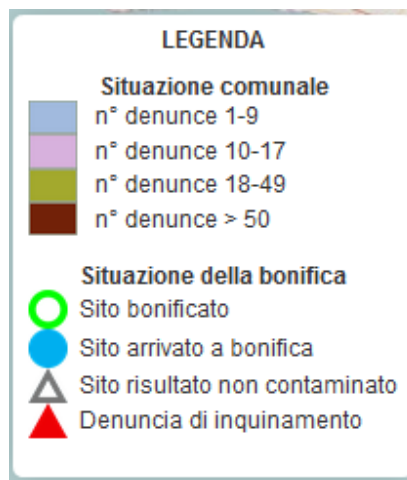 LEGENDA
Situazione comunale
n° denunce 1-9
n° denunce 10-17
n° denunce 18-49
n° denunce > 50
Situazione della bonifica
Sito bonificato
Sito arrivato a bonifica
Sito risultato non contaminato
Denuncia di inquinamento